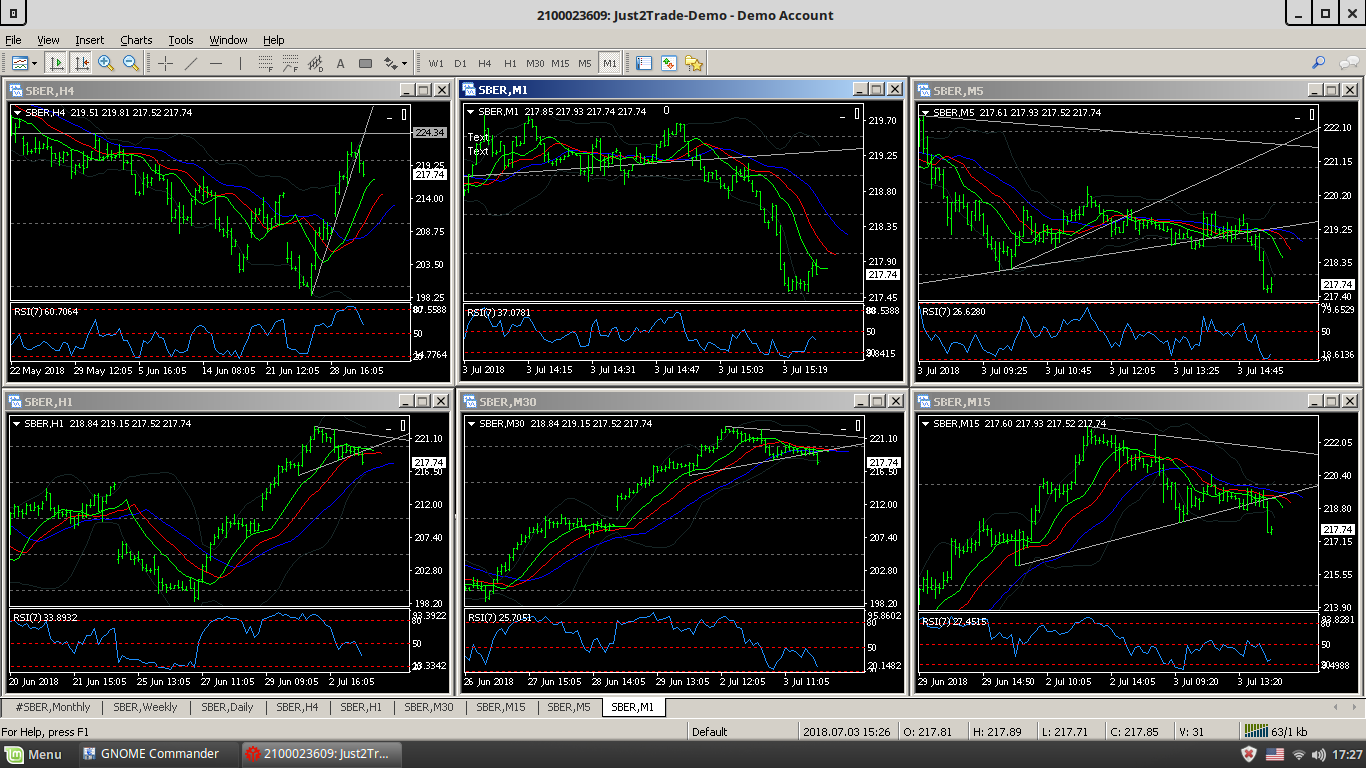 2100023609: Just2Trade-Demo - Demo Account
File View Insert Charts Tools Window Help
A W1 D1 H4 H1 M30 M15 M5 M1
SBER,H4
SBER,H4 219.51 219.81 217.52 217.74
224.34
219.25
217.74
214.00
208.75
203.50
198.25
RSI(7) 60.7064
50
22 May 2018 29 May 12:05 5 Jun 16:05 14 Jun 08:05 21 Jun 12:05 28 Jun 16:05
SBER,M1
SBER,M1 217.85 217.93 217.74 217.74 0
Text
Text
219.70
219.25
218.80
218.35
217.90
217.74
217.45
RSI(7) 37.0781
50
3 Jul 2018 3 Jul 14:15 3 Jul 14:31 3 Jul 14:47 3 Jul 15:03 3 Jul 15:19
SBER,M5
SBER,M5 217.61 217.93 217.52 217.74
222.10
221.15
220.20
219.25
218.35
217.74
217.40
RSI(7) 26.6280
79.6529
50
18.6136
3 Jul 2018 3 Jul 09:25 3 Jul 10:45 3 Jul 12:05 3 Jul 13:25 3 Jul 14:45
SBER,H1
SBER,H1 218.84 219.15 217.52 217.74
221.10
217.74
216.50
212.00
207.40
202.80
198.20
RSI(7) 33.8932
93.3922
50
20 Jun 2018 21 Jun 15:05 25 Jun 13:05 27 Jun 11:05 29 Jun 09:05 2 Jul 16:05
SBER,M30
SBER,M30 218.84 219.15 217.52 217.74
221.10
217.74
216.50
212.00
207.40
202.80
198.20
RSI(7) 25.7051
95.8602
80
50
26 Jun 2018 27 Jun 15:05 28 Jun 14:05 29 Jun 13:05 2 Jul 12:05 3 Jul 11:05
SBER,M15
SBER,M15 217.60 217.93 217.52 217.74
222.05
220.40
218.80
217.74
217.15
215.55
213.90
RSI(7) 27.4515
50
29 Jun 2018 29 Jun 14:50 2 Jul 10:05 2 Jul 14:05 3 Jul 09:20 3 Jul 13:20
#SBER,Monthly SBER,Weekly SBER,Daily SBER,H4 SBER,H1 SBER,M30 SBER,M15 SBER,M5 SBER,M1
For Help, press F1 Default 2018.07.03 15:26 O: 217.81 H: 217.89 L: 217.71 C: 217.85 V: 31 63/1 kb
Menu GNOME Commander 2100023609: Just2Tr... 17:27